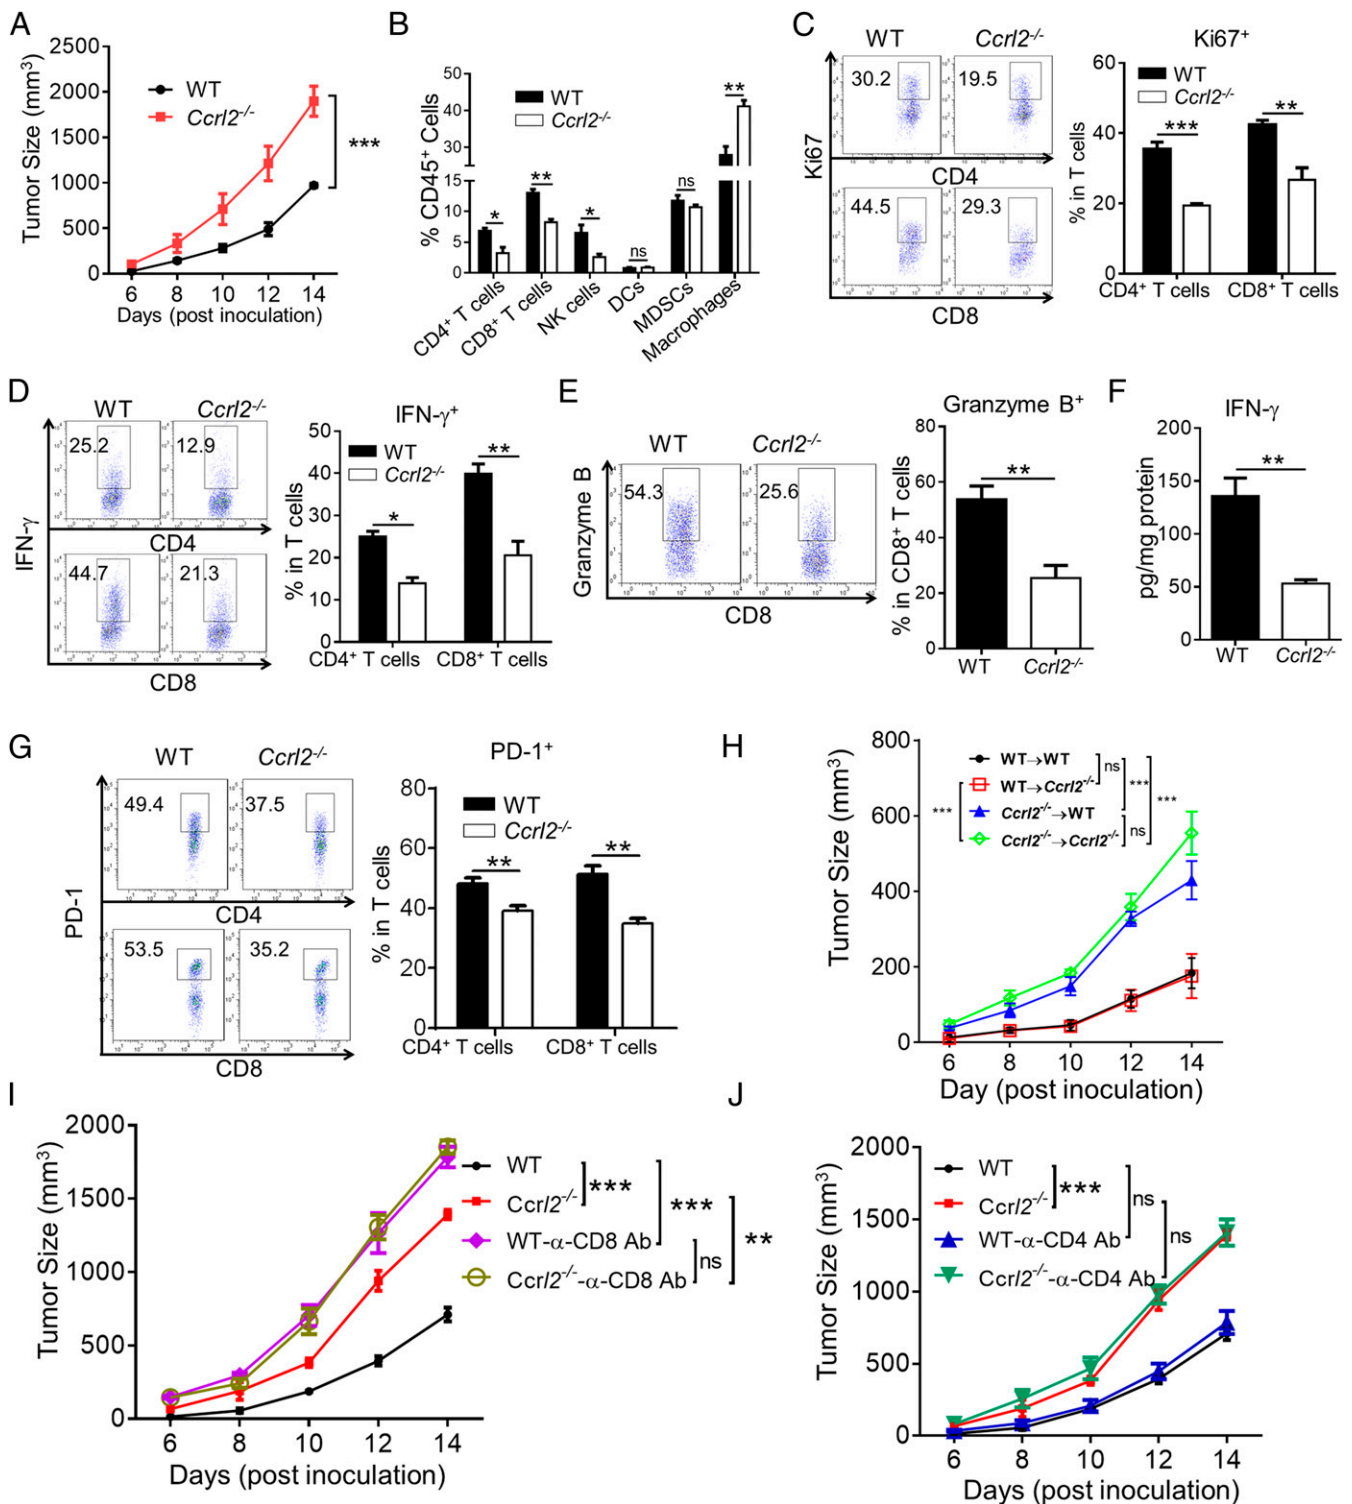 A
Tumor Size (mm³)
2500
2000
1500
1000
500
0
WT
Ccrl2-/-
***
6 8 10 12 14
Days (post inoculation)
B
% CD45+ Cells
50
40
30
20
15
10
5
0
WT
Ccrl2-/-
* ** * ns ns **
CD4+ T cells
CD8+ T cells
NK cells
DCs
MDSCs
Macrophages
C
WT Ccrl2-/-
30.2 19.5
CD4
Ki67
44.5 29.3
CD8
Ki67+
WT
Ccrl2-/-
% in T cells
60
40
20
0
*** **
CD4+ T cells CD8+ T cells
D
WT Ccrl2-/-
25.2 12.9
CD4
IFN-γ
44.7 21.3
CD8
IFN-γ+
WT
Ccrl2-/-
% in T cells
50
40
30
20
10
0
* **
CD4+ T cells CD8+ T cells
E
WT Ccrl2-/-
54.3 25.6
Granzyme B
CD8
Granzyme B+
% in CD8+ T cells
80
60
40
20
0
**
WT Ccrl2-/-
F
IFN-γ
pg/mg protein
200
150
100
50
0
**
WT Ccrl2-/-
G
WT Ccrl2-/-
49.4 37.5
CD4
PD-1
53.5 35.2
CD8
PD-1+
WT
Ccrl2-/-
% in T cells
80
60
40
20
0
** **
CD4+ T cells CD8+ T cells
H
Tumor Size (mm³)
800
600
400
200
0
WT→WT
WT→Ccrl2-/-
Ccrl2-/-→WT
Ccrl2-/-→Ccrl2-/-
*** ns *** *** ns
6 8 10 12 14
Day (post inoculation)
I
Tumor Size (mm³)
2000
1500
1000
500
0
WT
Ccrl2-/-
WT-α-CD8 Ab
Ccrl2-/--α-CD8 Ab
*** *** ns **
6 8 10 12 14
Days (post inoculation)
J
Tumor Size (mm³)
2000
1500
1000
500
0
WT
Ccrl2-/-
WT-α-CD4 Ab
Ccrl2-/--α-CD4 Ab
*** ns ns
6 8 10 12 14
Days (post inoculation)